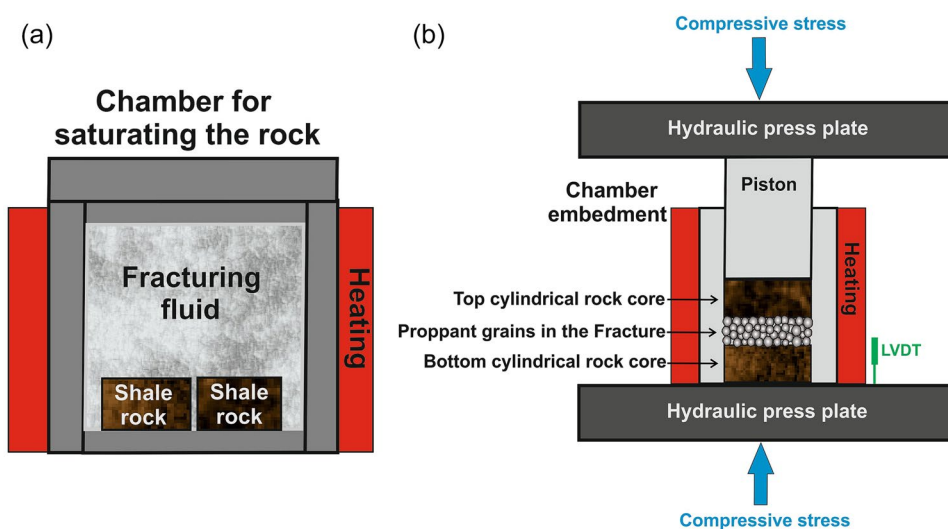 (a)
Chamber for
saturating the rock
Fracturing
fluid
Heating
Shale
rock
Shale
rock
(b)
Compressive stress
Hydraulic press plate
Piston
Chamber
embedment
Heating
Top cylindrical rock core
Proppant grains in the Fracture
Bottom cylindrical rock core
LVDT
Hydraulic press plate
Compressive stress